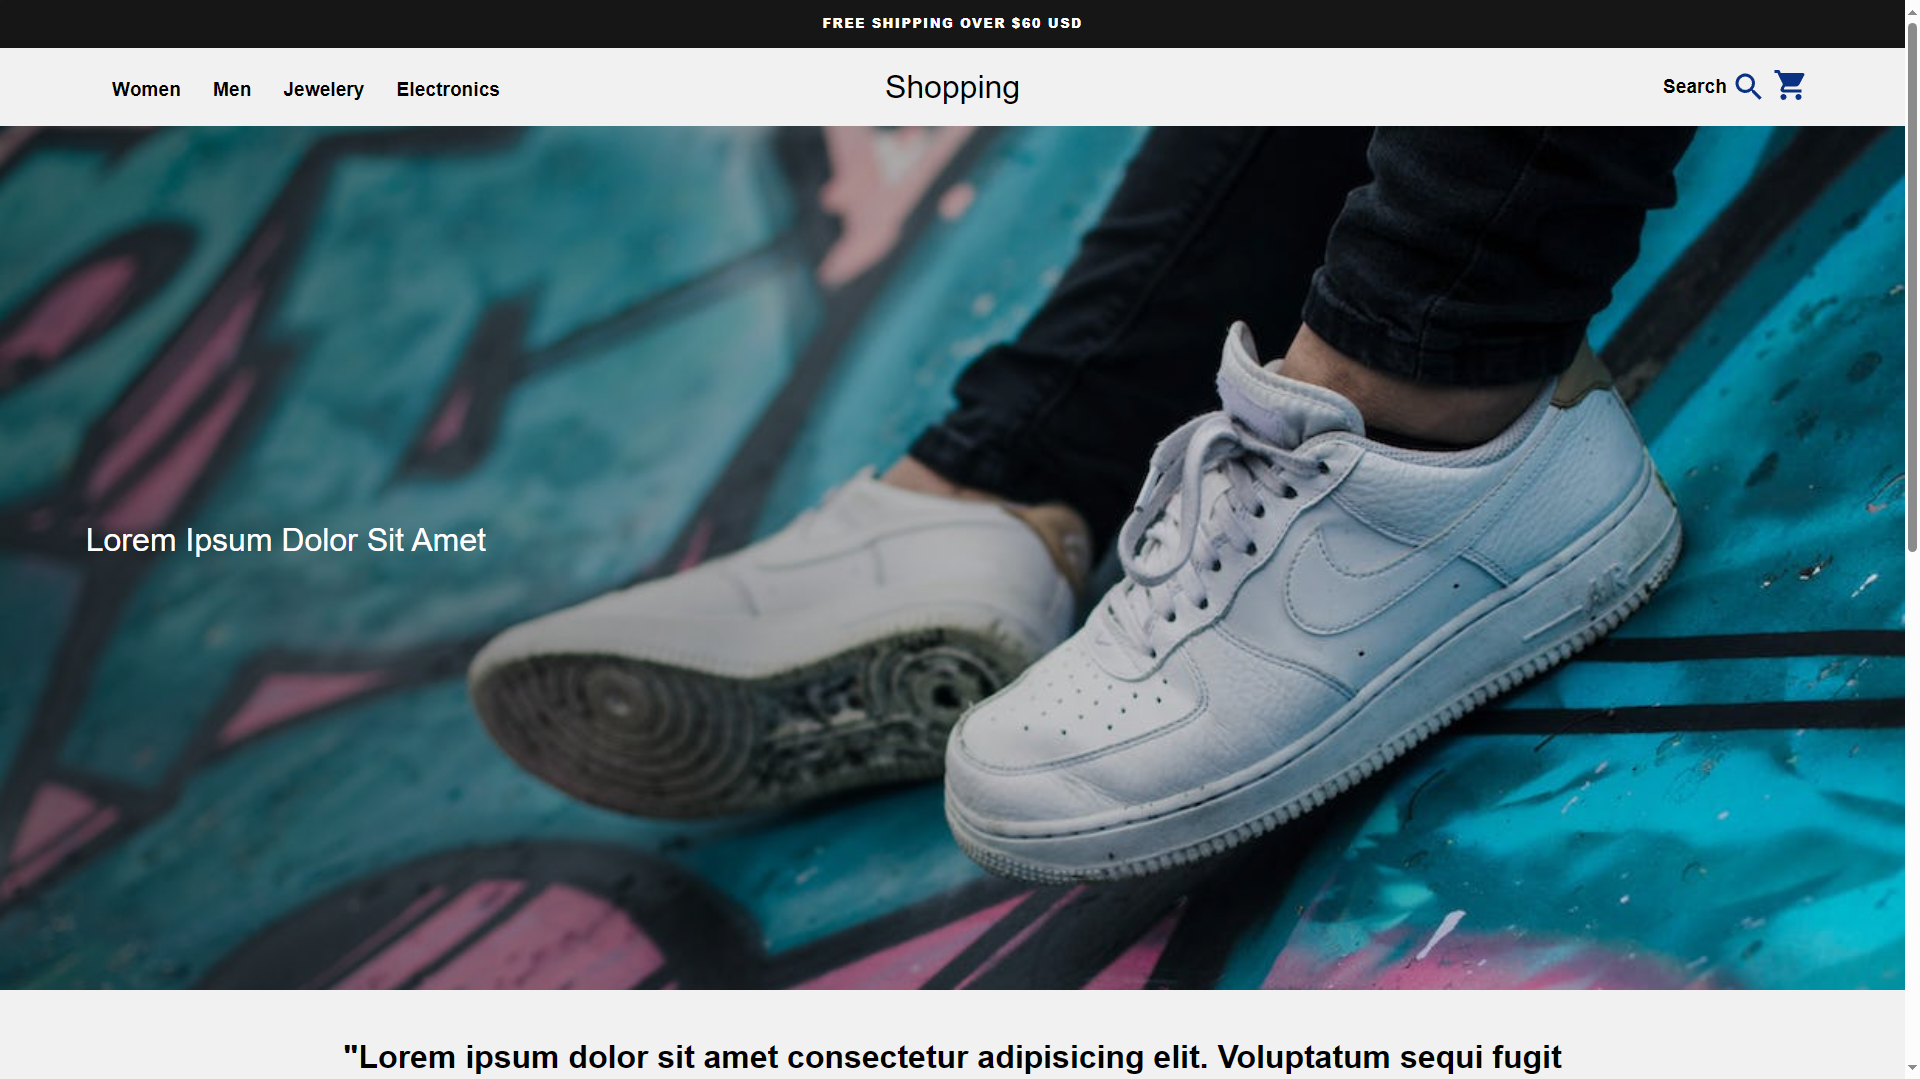 FREE SHIPPING OVER $60 USD
Women Men Jewelery Electronics Shopping Search
Lorem Ipsum Dolor Sit Amet
AIR
"Lorem ipsum dolor sit amet consectetur adipisicing elit. Voluptatum sequi fugit